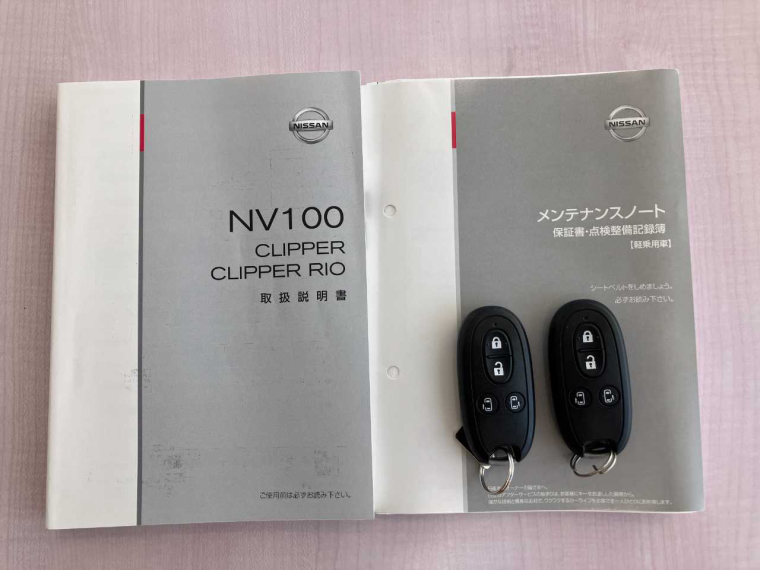 NISSAN
NV100
CLIPPER
CLIPPER RIO
取扱説明書
ご使用前は必ずお読み下さい。
NISSAN
メンテナンスノート
保証書・点検整備記録簿
【軽乗用車】
シートベルトをしめましょう。
必ずお読み下さい。